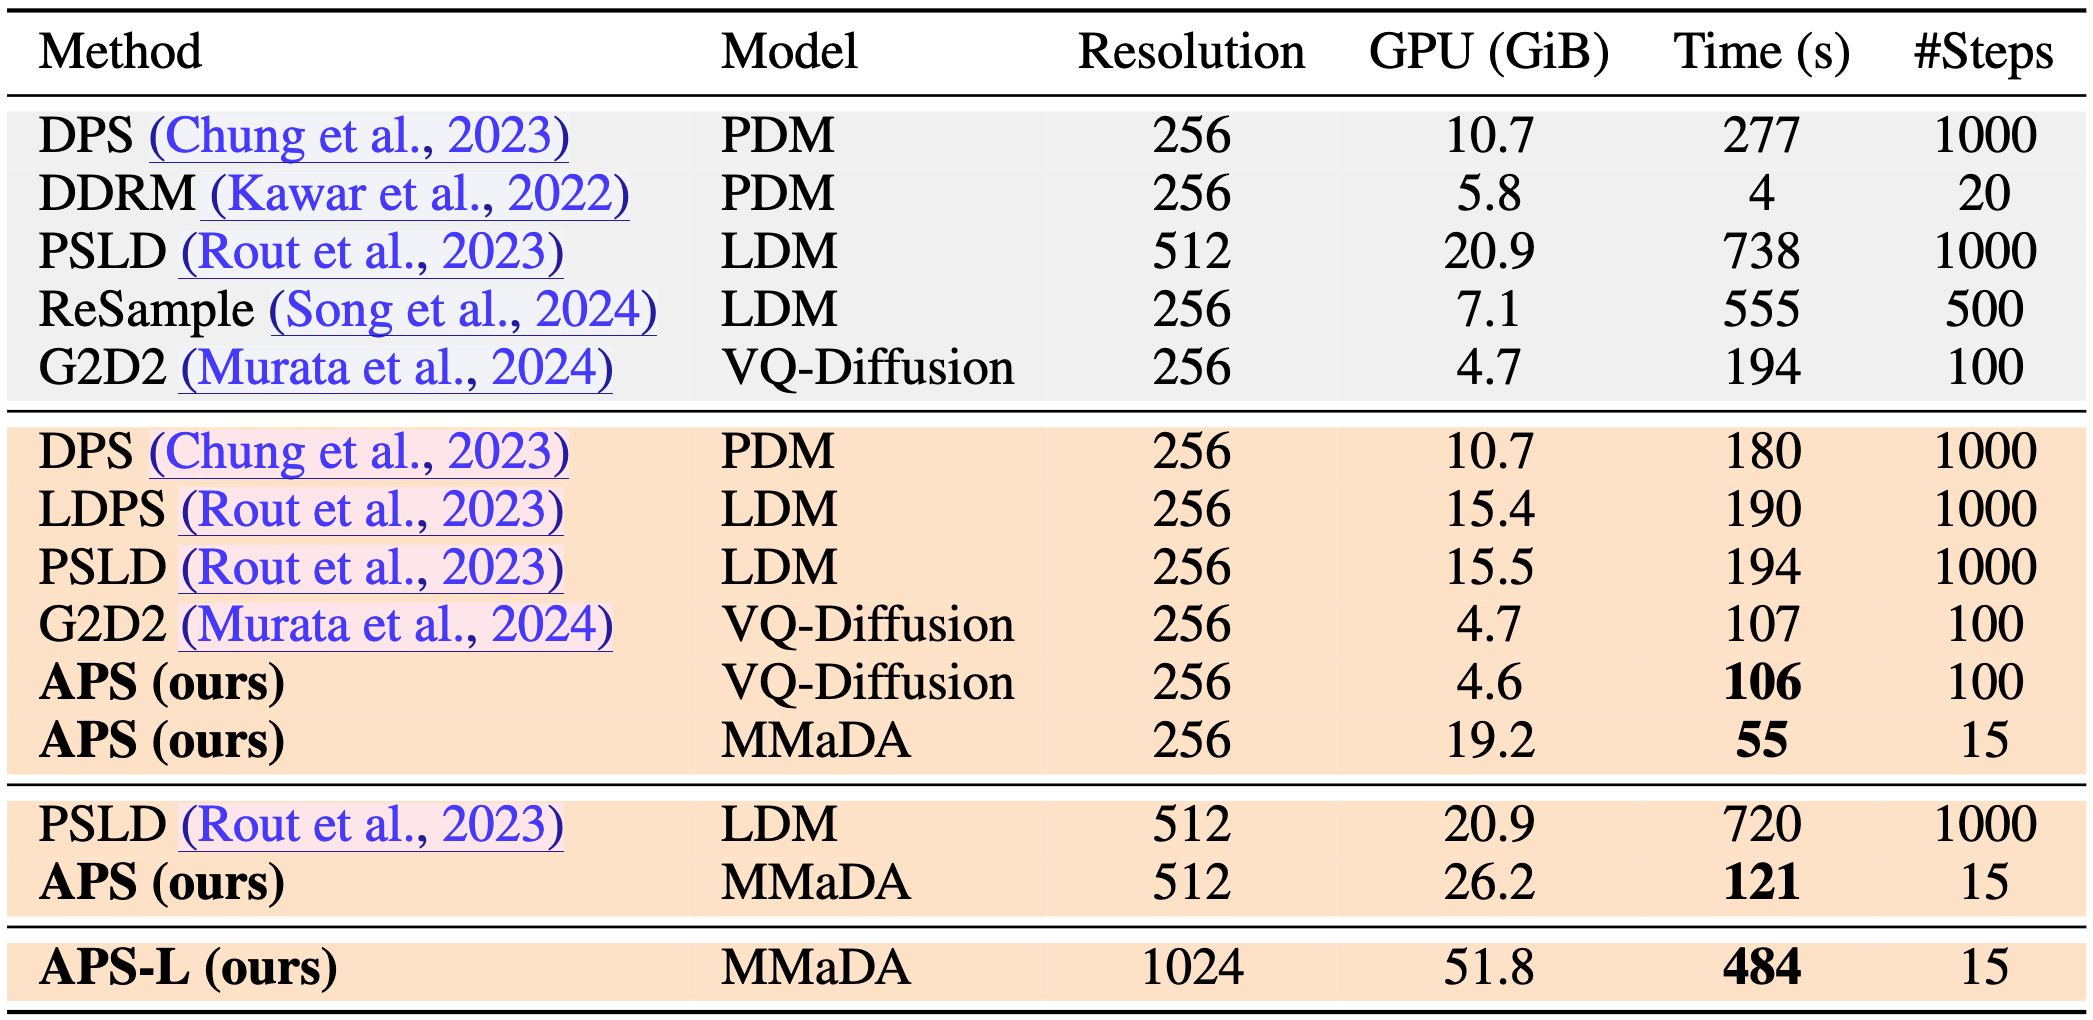 Method Model Resolution GPU (GiB) Time (s) #Steps
DPS (Chung et al., 2023) PDM 256 10.7 277 1000
DDRM (Kawar et al., 2022) PDM 256 5.8 4 20
PSLD (Rout et al., 2023) LDM 512 20.9 738 1000
ReSample (Song et al., 2024) LDM 256 7.1 555 500
G2D2 (Murata et al., 2024) VQ-Diffusion 256 4.7 194 100
DPS (Chung et al., 2023) PDM 256 10.7 180 1000
LDPS (Rout et al., 2023) LDM 256 15.4 190 1000
PSLD (Rout et al., 2023) LDM 256 15.5 194 1000
G2D2 (Murata et al., 2024) VQ-Diffusion 256 4.7 107 100
APS (ours) VQ-Diffusion 256 4.6 106 100
APS (ours) MMaDA 256 19.2 55 15
PSLD (Rout et al., 2023) LDM 512 20.9 720 1000
APS (ours) MMaDA 512 26.2 121 15
APS-L (ours) MMaDA 1024 51.8 484 15